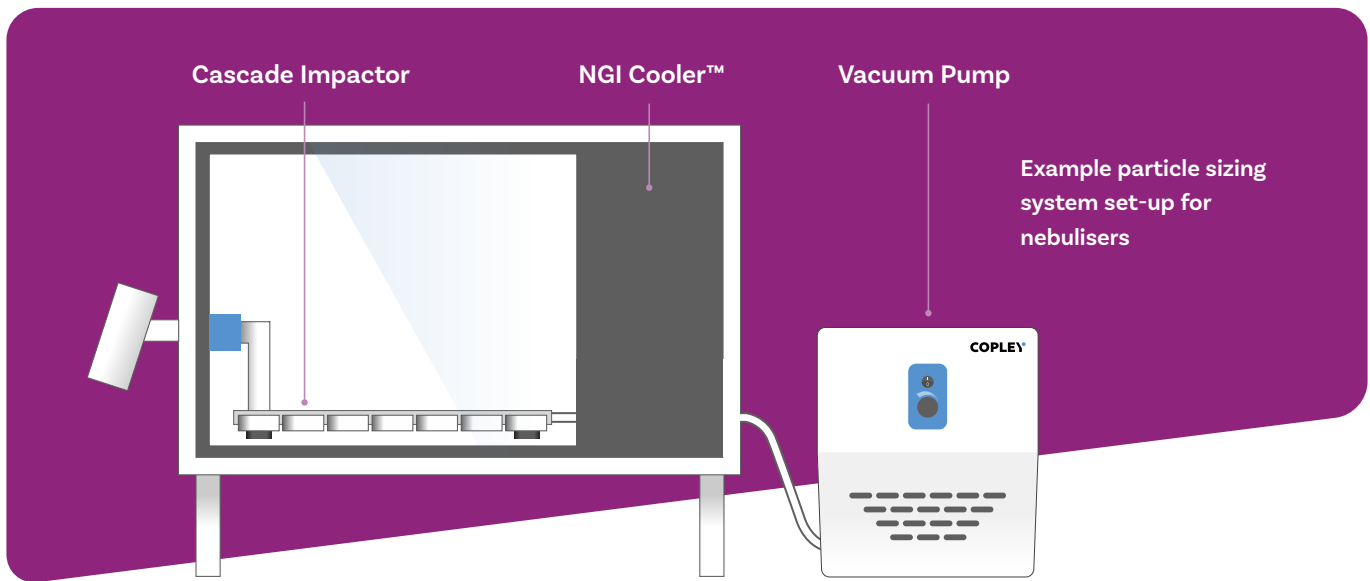 Cascade Impactor
NGI Cooler™
Vacuum Pump
Example particle sizing
system set-up for
nebulisers
COPLEY